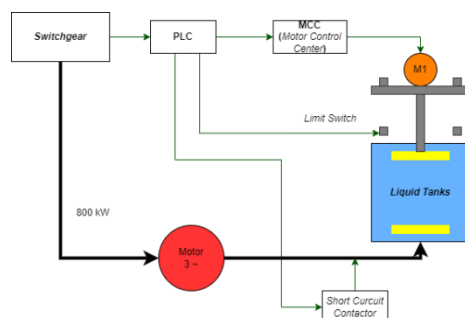 Switchgear
PLC
MCC
(Motor Control
Center)
M1
Limit Switch
Liquid Tanks
800 kW
Motor
3 ~
Short Curcuit
Contactor